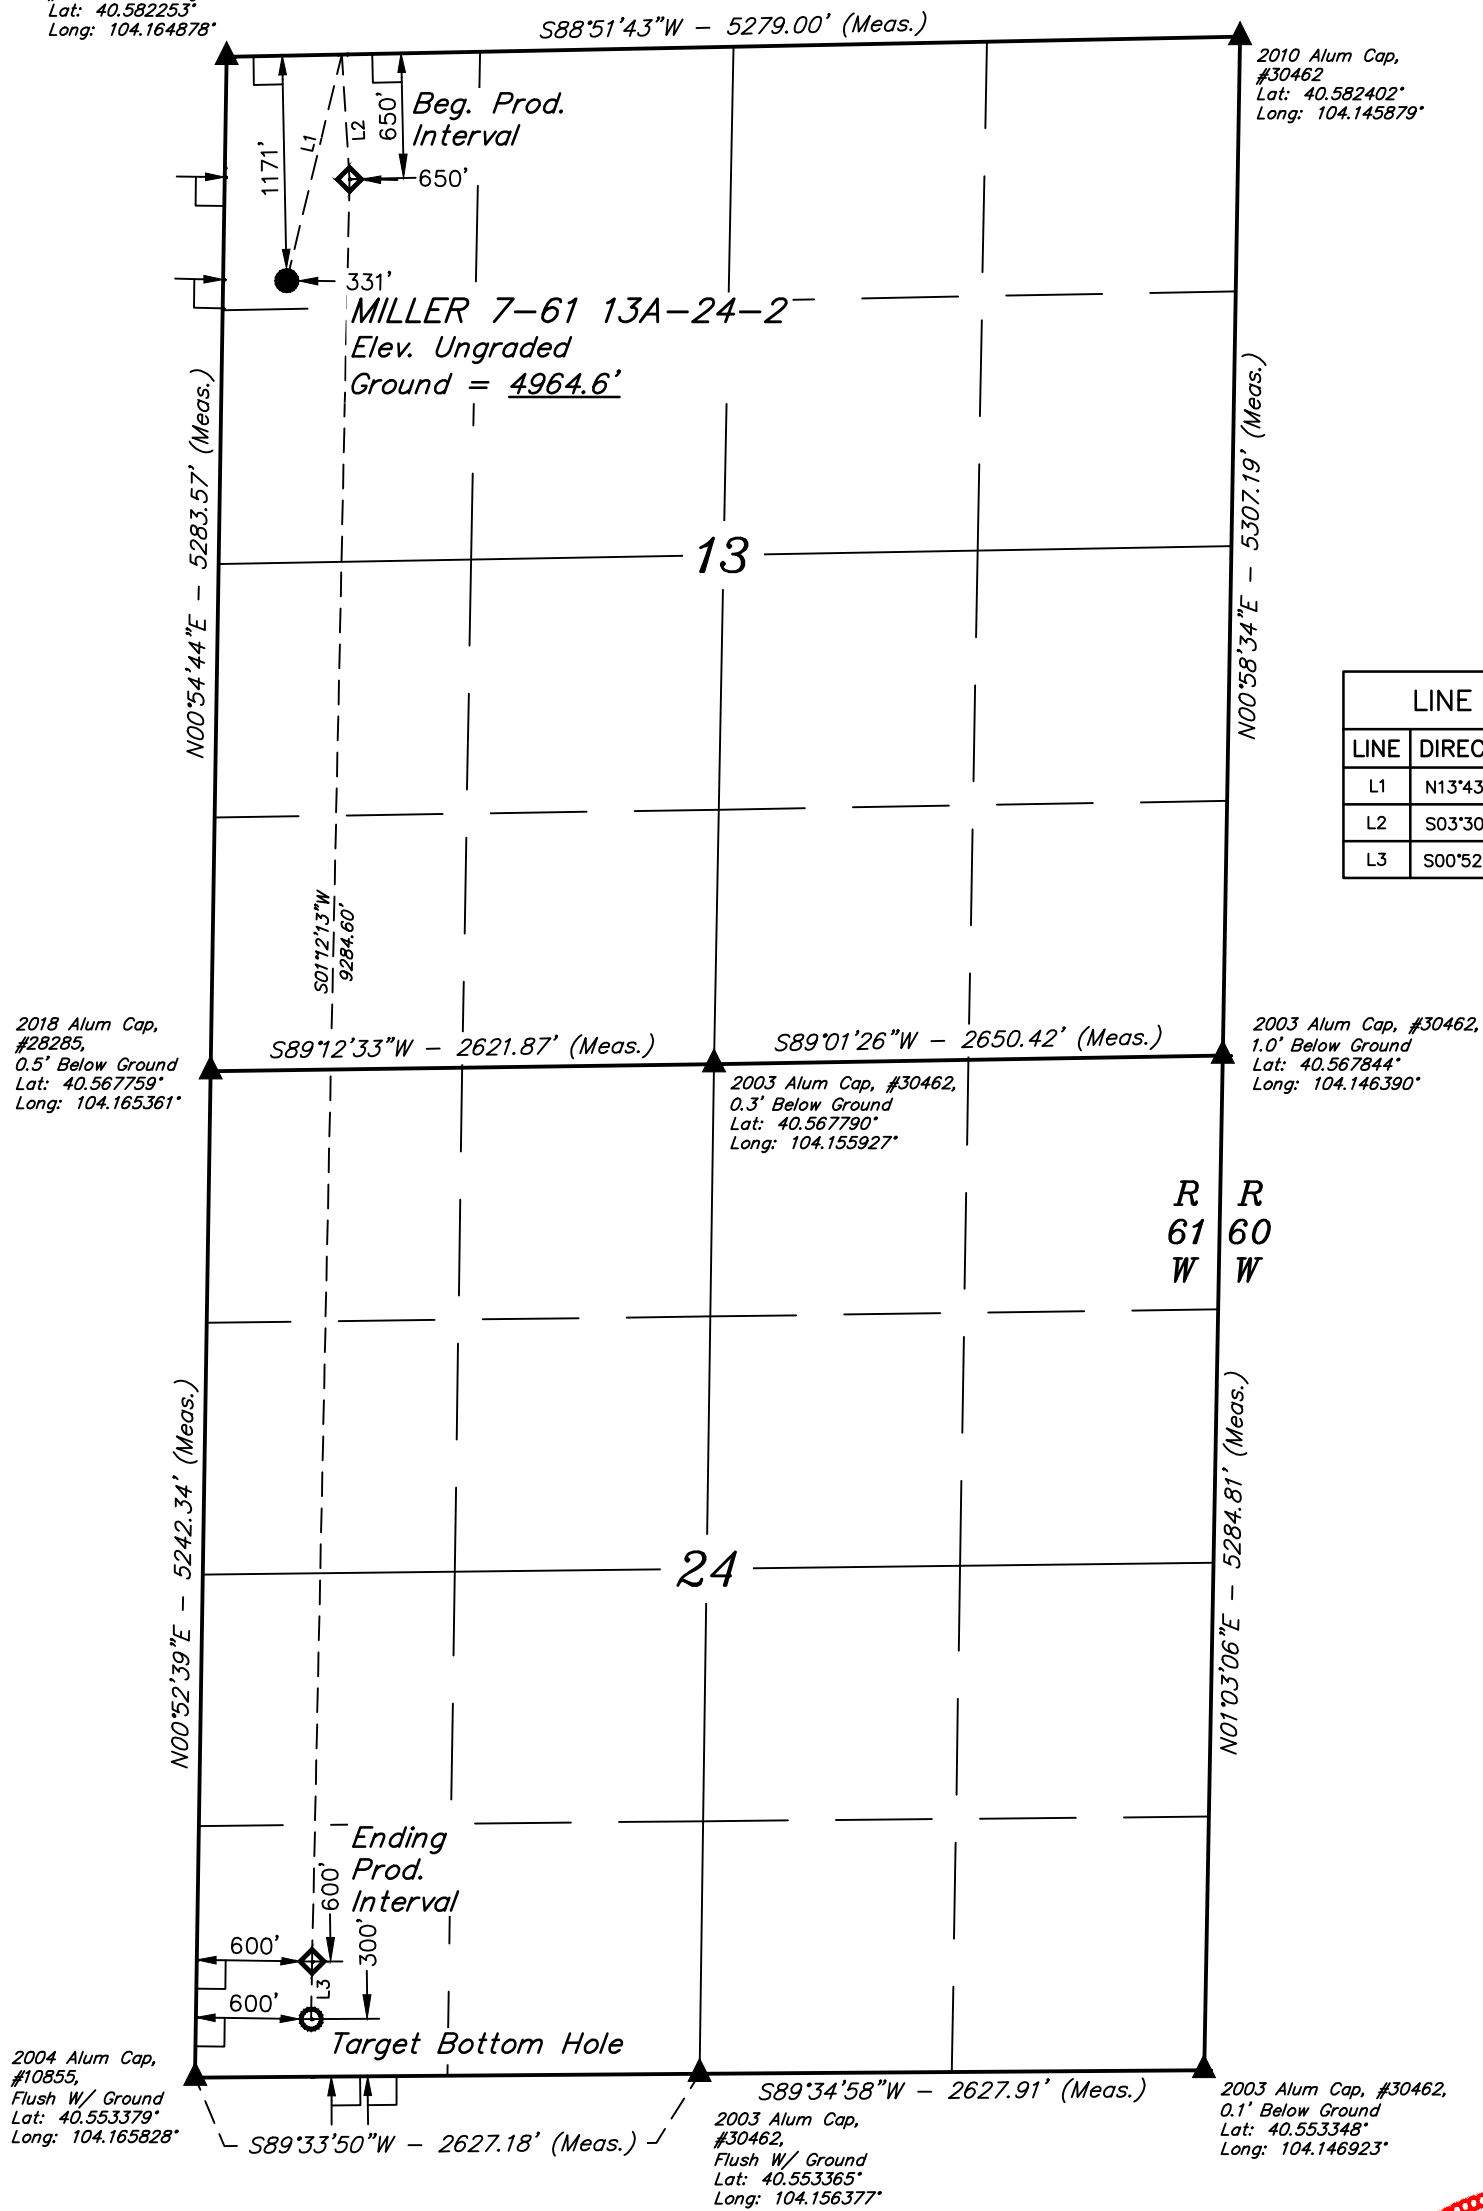 Lat: 40.582253°
Long: 104.164878°
S88°51'43"W - 5279.00' (Meas.)
2010 Alum Cap,
#30462
Lat: 40.582402°
Long: 104.145879°
1171'
L1
L2
650'
Beg. Prod.
Interval
650'
331'
MILLER 7-61 13A-24-2
Elev. Ungraded
Ground = 4964.6'
N00°54'44"E - 5283.57' (Meas.)
N00°58'34"E - 5307.19' (Meas.)
13
LINE
LINE DIREC
L1 N13°43
L2 S03°30
L3 S00°52
S01°12'13"W
9284.60'
2018 Alum Cap,
#28285,
0.5' Below Ground
Lat: 40.567759°
Long: 104.165361°
S89°12'33"W - 2621.87' (Meas.)
S89°01'26"W - 2650.42' (Meas.)
2003 Alum Cap, #30462,
0.3' Below Ground
Lat: 40.567790°
Long: 104.155927°
2003 Alum Cap, #30462,
1.0' Below Ground
Lat: 40.567844°
Long: 104.146390°
R R
61 60
W W
N00°52'39"E - 5242.34' (Meas.)
N01°03'06"E - 5284.81' (Meas.)
24
Ending
Prod.
Interval
600'
300'
600'
L3
600'
Target Bottom Hole
2004 Alum Cap,
#10855,
Flush W/ Ground
Lat: 40.553379°
Long: 104.165828°
S89°33'50"W - 2627.18' (Meas.)
S89°34'58"W - 2627.91' (Meas.)
2003 Alum Cap,
#30462,
Flush W/ Ground
Lat: 40.553365°
Long: 104.156377°
2003 Alum Cap, #30462,
0.1' Below Ground
Lat: 40.553348°
Long: 104.146923°